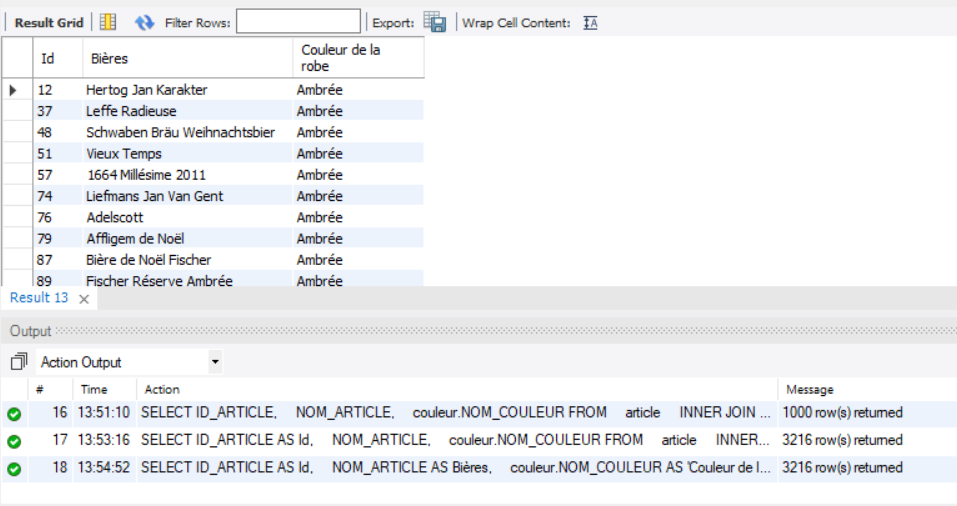 Result Grid Filter Rows: Export: Wrap Cell Content:
Id Bières Couleur de la robe
12 Hertog Jan Karakter Ambrée
37 Leffe Radieuse Ambrée
48 Schwaben Bräu Weihnachtsbier Ambrée
51 Vieux Temps Ambrée
57 1664 Millésime 2011 Ambrée
74 Liefmans Jan Van Gent Ambrée
76 Adelscott Ambrée
79 Affligem de Noël Ambrée
87 Bière de Noël Fischer Ambrée
89 Fischer Réserve Ambrée Ambrée
Result 13
Output
Action Output
# Time Action Message
16 13:51:10 SELECT ID_ARTICLE, NOM_ARTICLE, couleur.NOM_COULEUR FROM article INNER JOIN ... 1000 row(s) returned
17 13:53:16 SELECT ID_ARTICLE AS Id, NOM_ARTICLE, couleur.NOM_COULEUR FROM article INNER... 3216 row(s) returned
18 13:54:52 SELECT ID_ARTICLE AS Id, NOM_ARTICLE AS Bières, couleur.NOM_COULEUR AS 'Couleur de l... 3216 row(s) returned